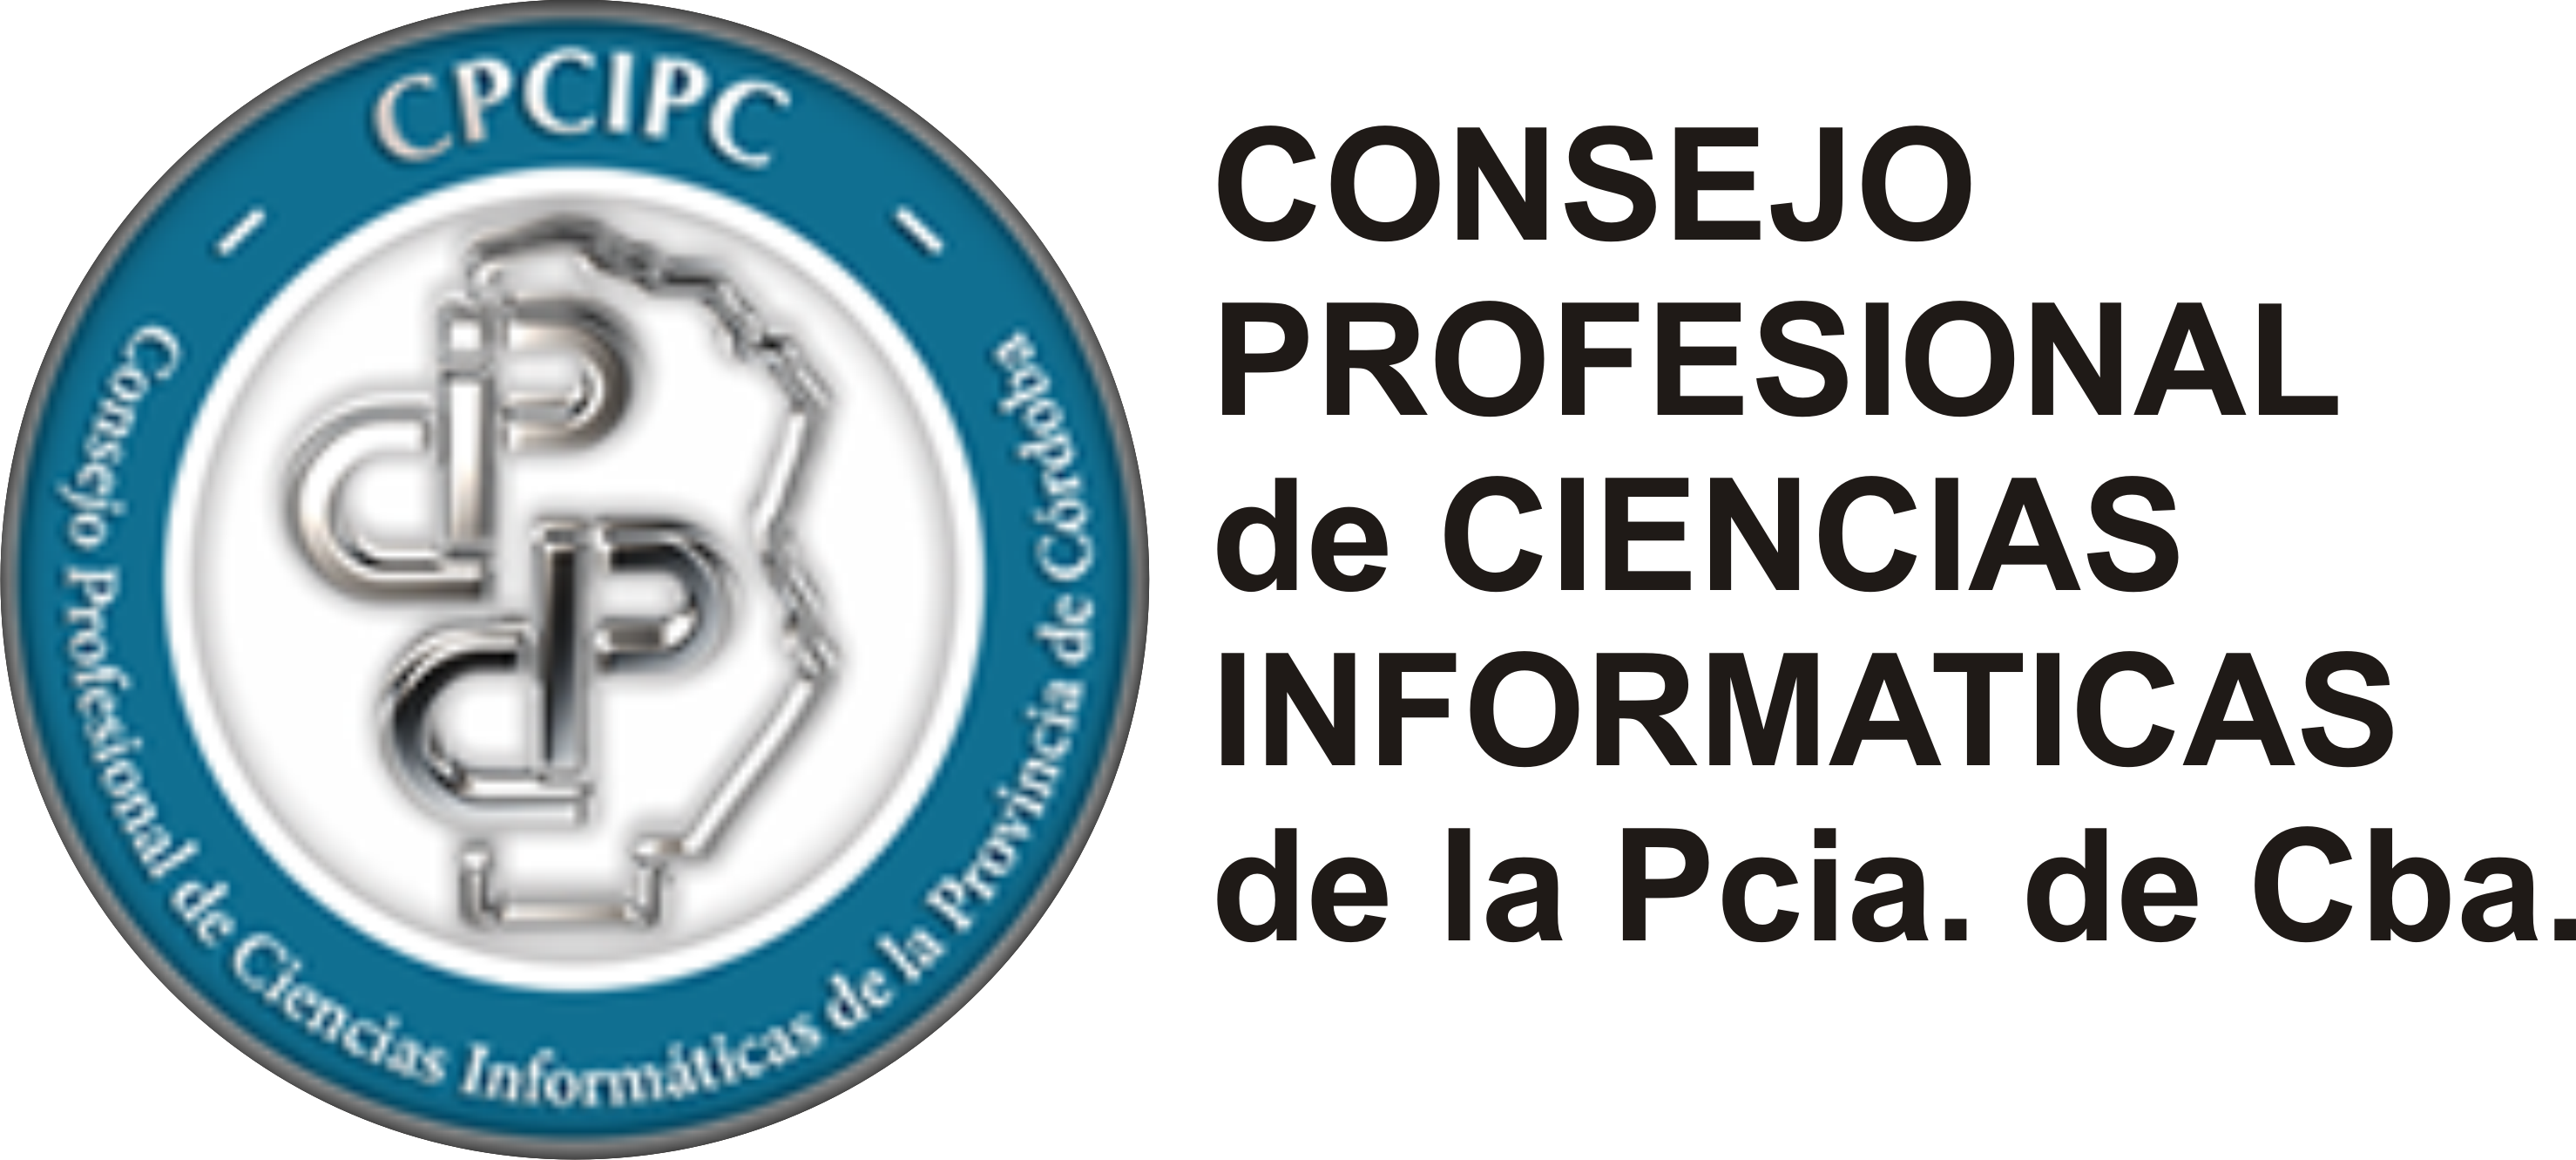 CPCIPC
Consejo Profesional de Ciencias Informáticas de la Provincia de Córdoba
CONSEJO
PROFESIONAL
de CIENCIAS
INFORMATICAS
de la Pcia. de Cba.